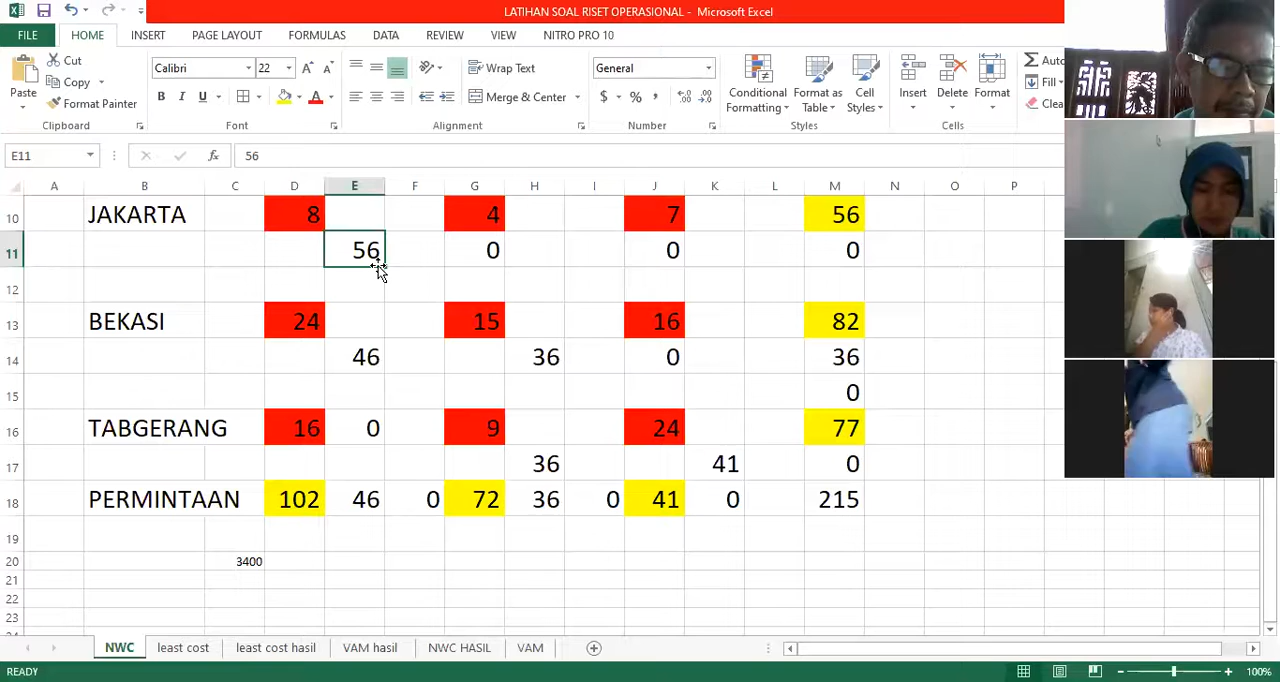 LATIHAN SOAL RISET OPERASIONAL - Microsoft Excel
FILE HOME INSERT PAGE LAYOUT FORMULAS DATA REVIEW VIEW NITRO PRO 10
Cut Calibri 22 Wrap Text General
Paste Copy Merge & Center Conditional Formatting Format as Table Cell Styles Insert Delete Format Fill
Format Painter
Clipboard Font Alignment Number Styles Cells
E11 56
A B C D E F G H I J K L M N O P
10 JAKARTA 8 4 7 56
11 56 0 0 0
12
13 BEKASI 24 15 16 82
14 46 36 0 36
15 0
16 TABGERANG 16 0 9 24 77
17 36 41 0
18 PERMINTAAN 102 46 0 72 36 0 41 0 215
19
20 3400
21
22
23
NWC least cost least cost hasil VAM hasil NWC HASIL VAM
READY 100%